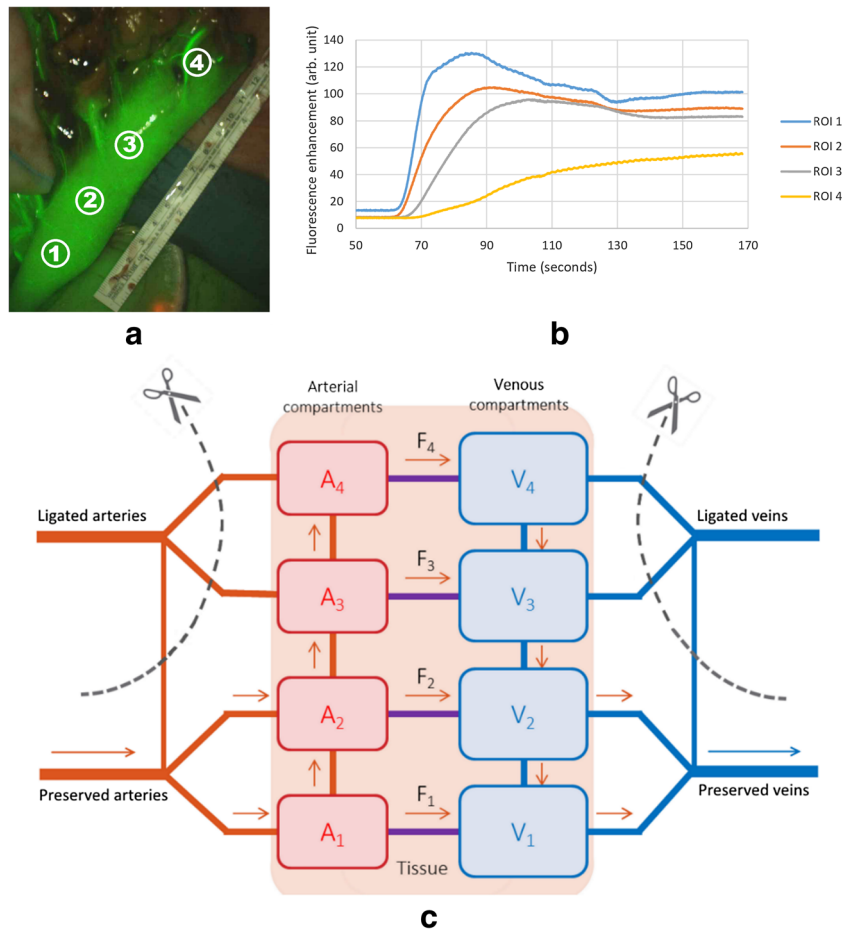 1
2
3
4
a
Fluorescence enhancement (arb. unit)
140
120
100
80
60
40
20
0
50 70 90 110 130 150 170
Time (seconds)
ROI 1
ROI 2
ROI 3
ROI 4
b
Arterial
compartments
Venous
compartments
Ligated arteries
Preserved arteries
A4
A3
A2
A1
F4
F3
F2
F1
V4
V3
V2
V1
Tissue
Ligated veins
Preserved veins
c